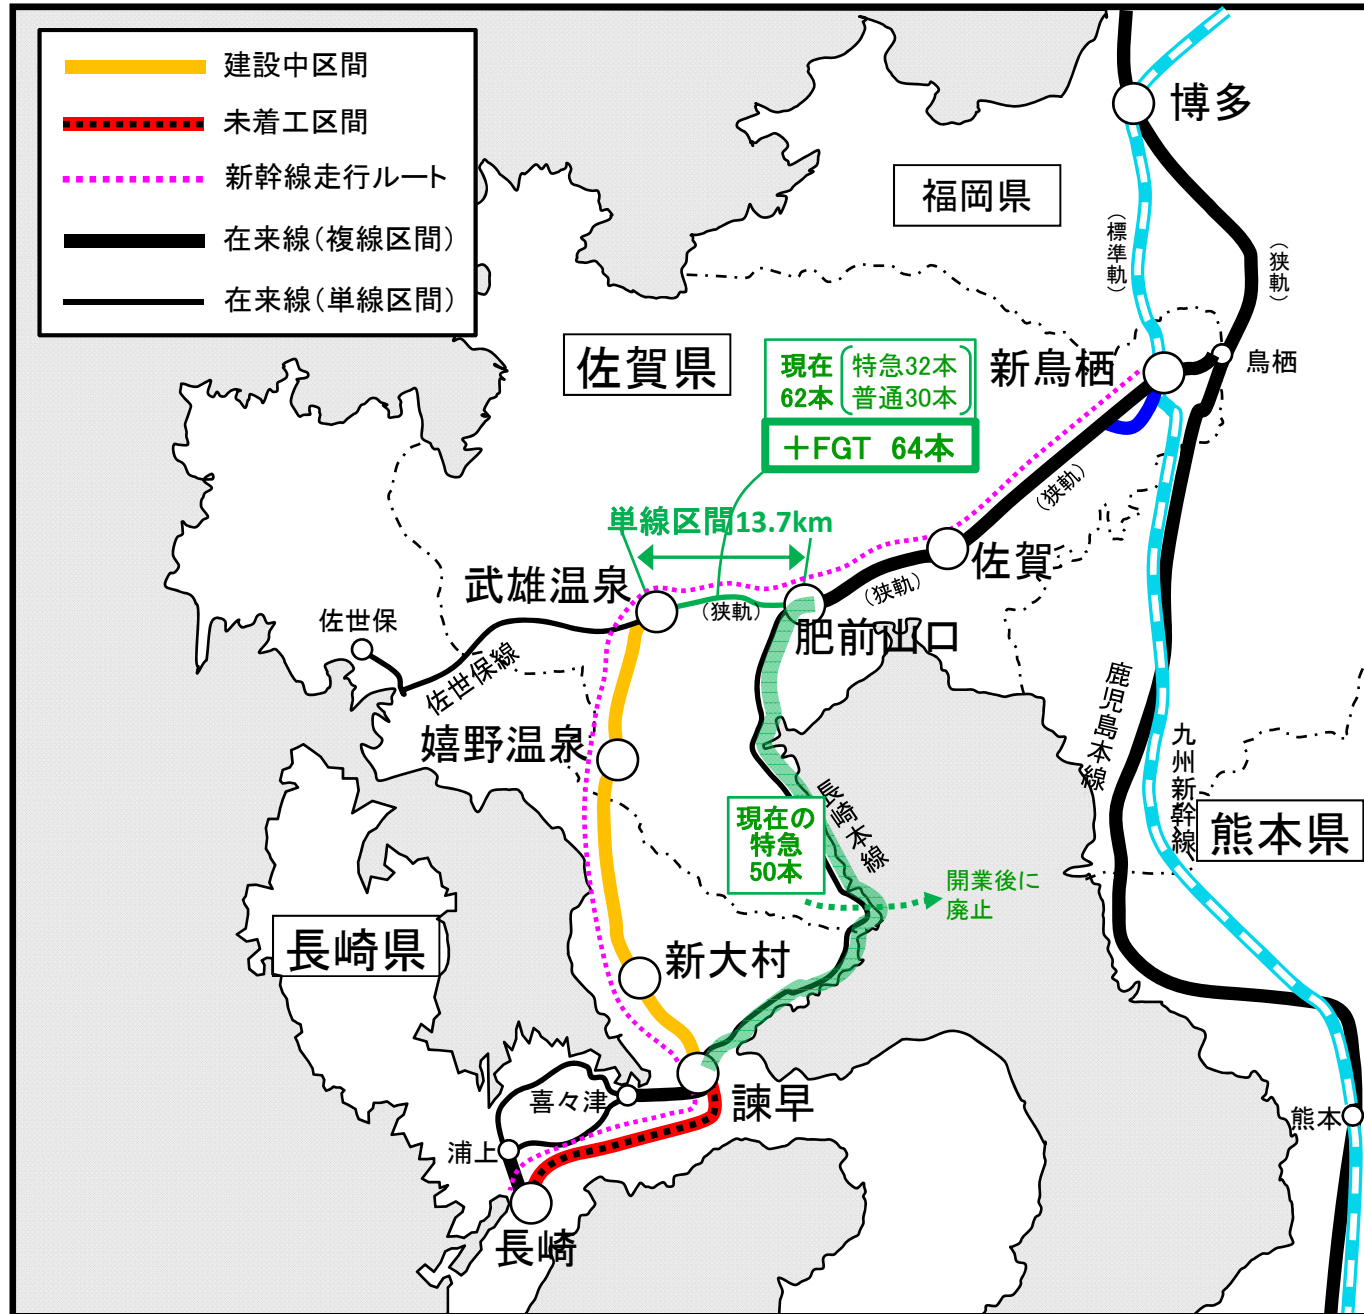 建設中区間
未着工区間
新幹線走行ルート
在来線(複線区間)
在来線(単線区間)
博多
福岡県
(標準軌)
(狭軌)
佐賀県
現在
62本
特急32本
普通30本
+FGT 64本
新鳥栖
鳥栖
(狭軌)
単線区間13.7km
佐賀
武雄温泉
(狭軌)
(狭軌)
肥前山口
佐世保
佐世保線
嬉野温泉
鹿児島本線
九州新幹線
長崎本線
現在の
特急
50本
熊本県
開業後に
廃止
長崎県
新大村
喜々津
諫早
浦上
長崎
熊本